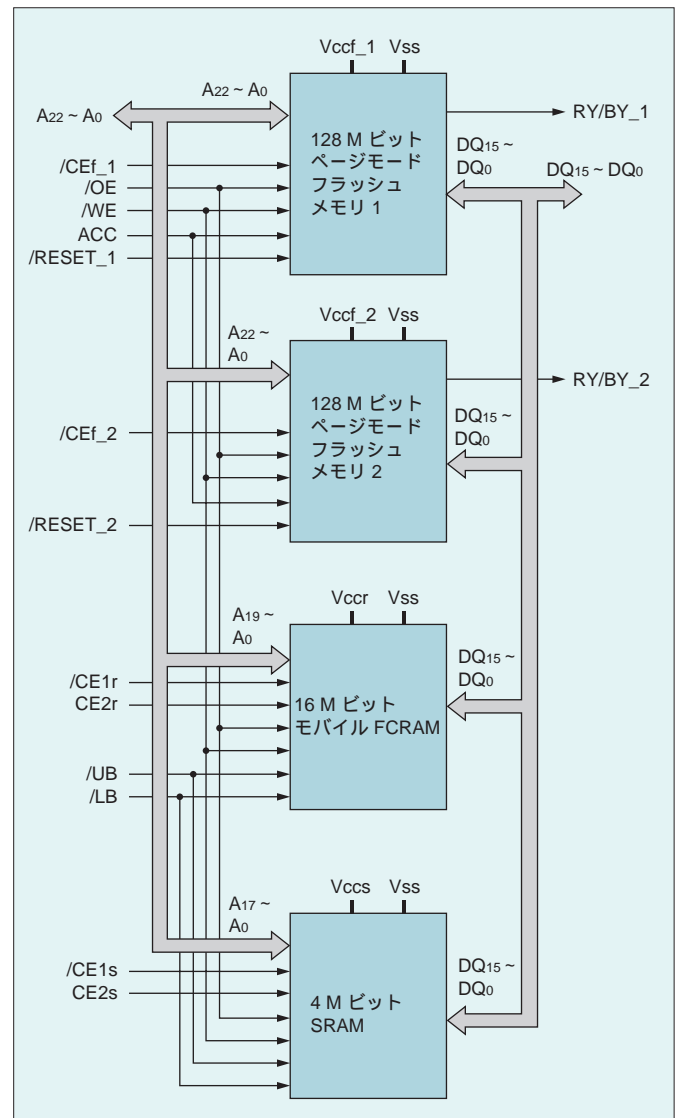 Vccf_1 Vss
A22 ~ A0
A22 ~ A0
RY/BY_1
128 M ビット
ページモード
フラッシュ
メモリ 1
DQ15 ~
DQ0
DQ15 ~ DQ0
/CEf_1
/OE
/WE
ACC
/RESET_1
Vccf_2 Vss
A22 ~
A0
RY/BY_2
128 M ビット
ページモード
フラッシュ
メモリ 2
DQ15 ~
DQ0
/CEf_2
/RESET_2
Vccr Vss
A19 ~
A0
DQ15 ~
DQ0
/CE1r
CE2r
16 M ビット
モバイル FCRAM
/UB
/LB
Vccs Vss
A17 ~
A0
DQ15 ~
DQ0
/CE1s
CE2s
4 M ビット
SRAM